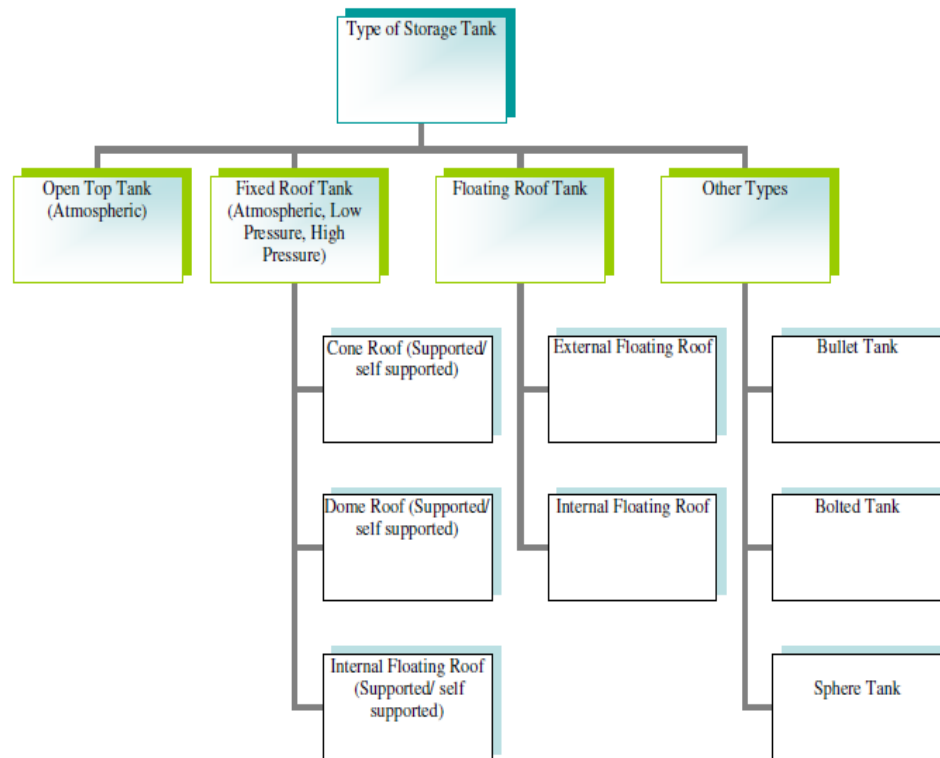 Type of Storage Tank
Open Top Tank
(Atmospheric)
Fixed Roof Tank
(Atmospheric, Low
Pressure, High
Pressure)
Floating Roof Tank
Other Types
Cone Roof (Supported/
self supported)
External Floating Roof
Bullet Tank
Dome Roof (Supported/
self supported)
Internal Floating Roof
Bolted Tank
Internal Floating Roof
(Supported/ self
supported)
Sphere Tank